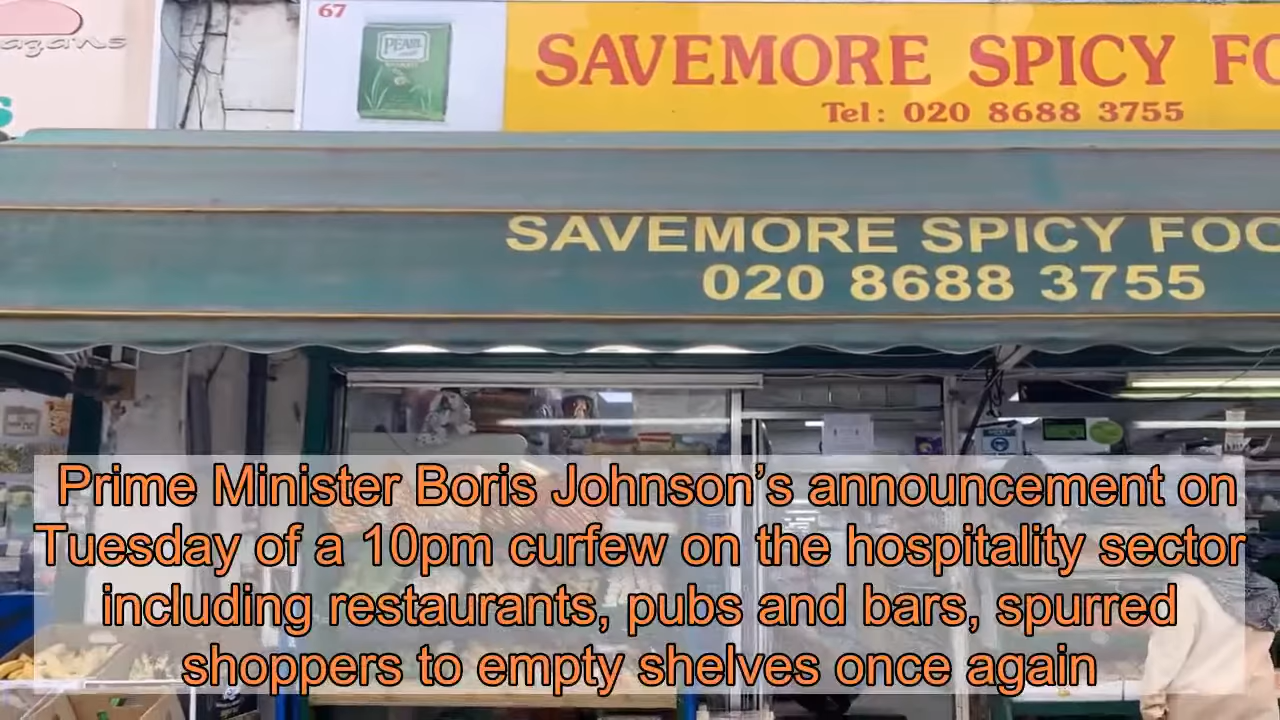 azans
67
PEARL
SAVEMORE SPICY FO
Tel: 020 8688 3755
SAVEMORE SPICY FOO
020 8688 3755
Prime Minister Boris Johnson’s announcement on
Tuesday of a 10pm curfew on the hospitality sector
including restaurants, pubs and bars, spurred
shoppers to empty shelves once again